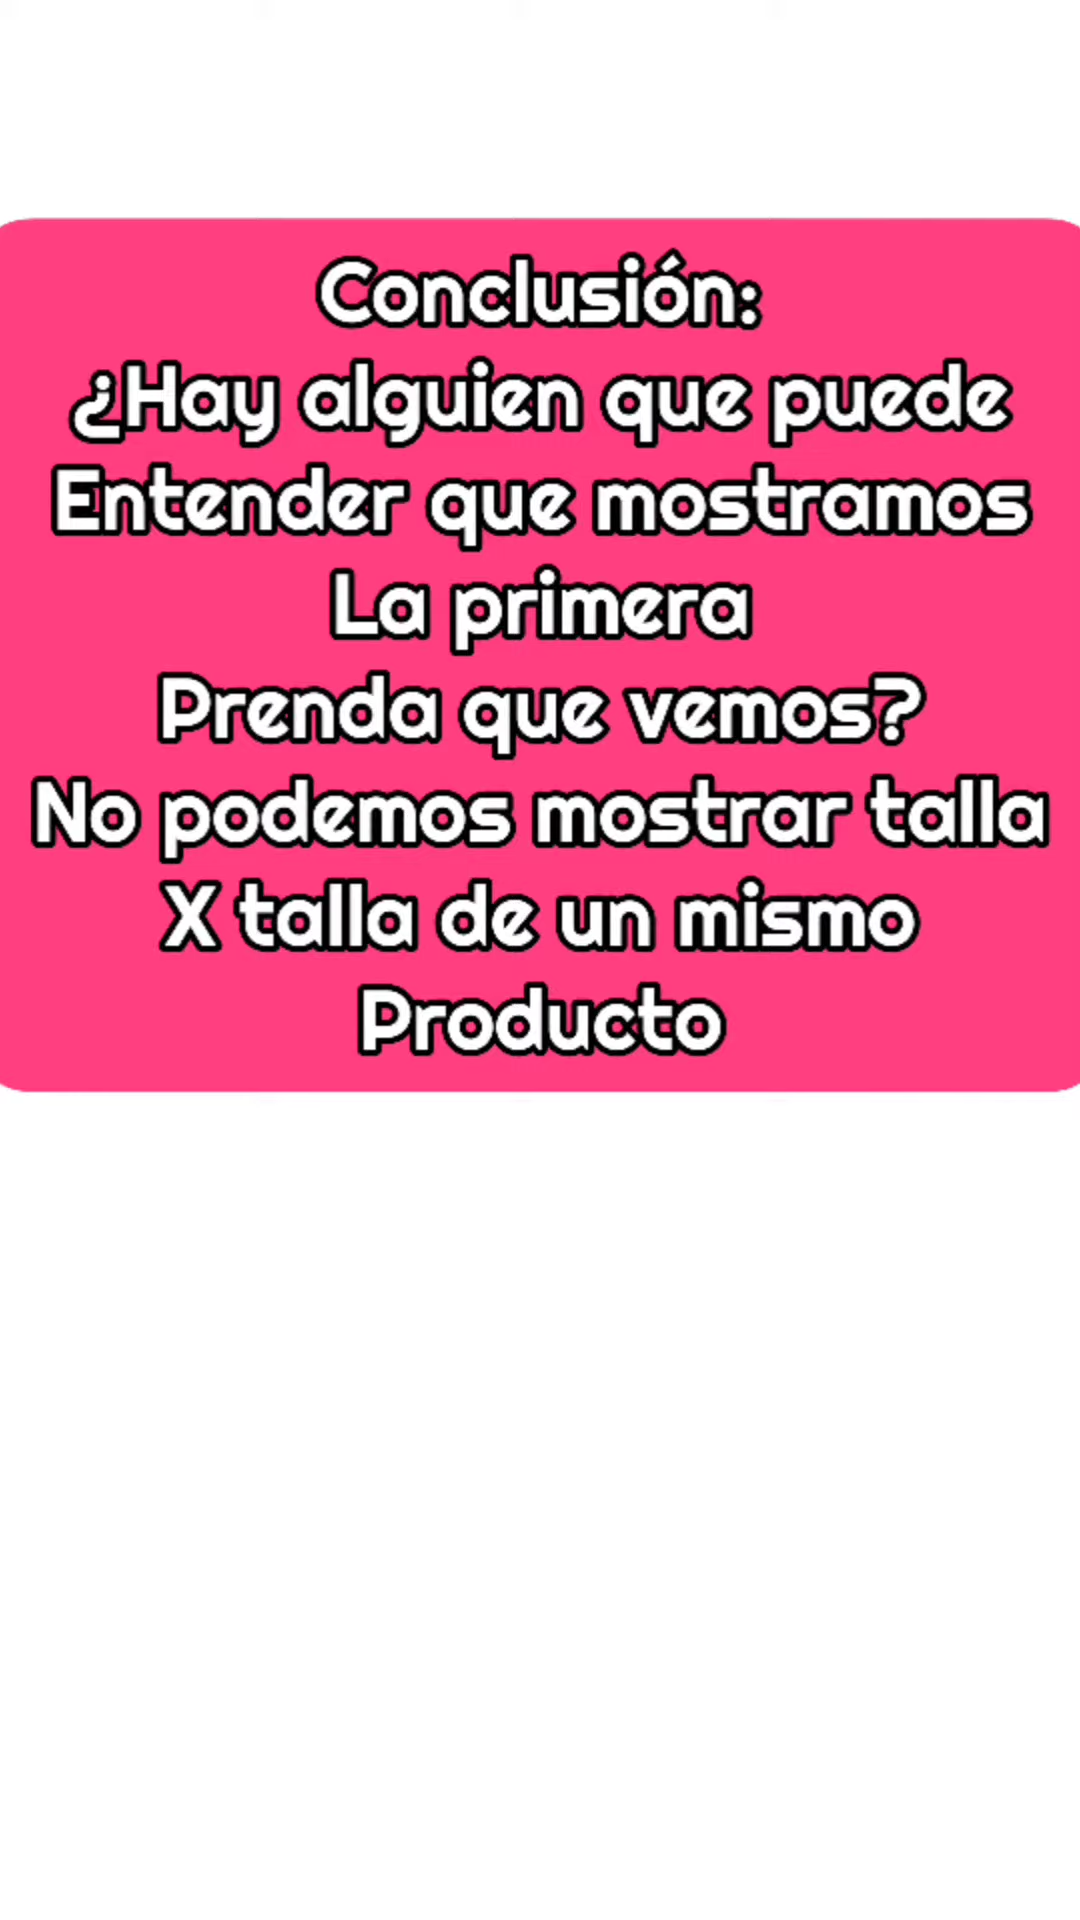 Conclusión:
¿Hay alguien que puede
Entender que mostramos
La primera
Prenda que vemos?
No podemos mostrar talla
X talla de un mismo
Producto